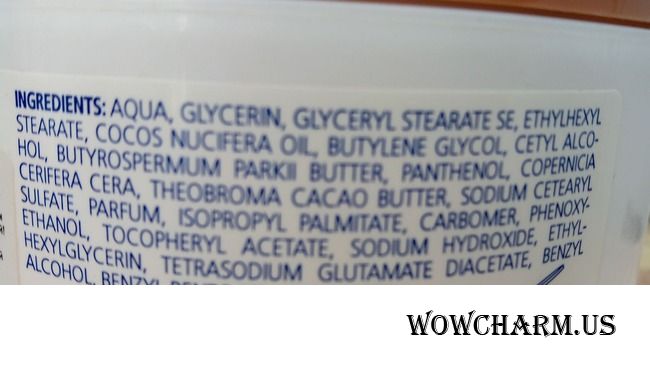 INGREDIENTS: AQUA, GLYCERIN, GLYCERYL STEARATE SE, ETHYLHEXYL
STEARATE, COCOS NUCIFERA OIL, BUTYLENE GLYCOL, CETYL ALCO-
HOL, BUTYROSPERMUM PARKII BUTTER, PANTHENOL, COPERNICIA
CERIFERA CERA, THEOBROMA CACAO BUTTER, SODIUM CETEARYL
SULFATE, PARFUM, ISOPROPYL PALMITATE, CARBOMER, PHENOXY-
ETHANOL, TOCOPHERYL ACETATE, SODIUM HYDROXIDE, ETHYL-
HEXYLGLYCERIN, TETRASODIUM GLUTAMATE DIACETATE, BENZYL
ALCOHOL, BENZYL
WOWCHARM.US